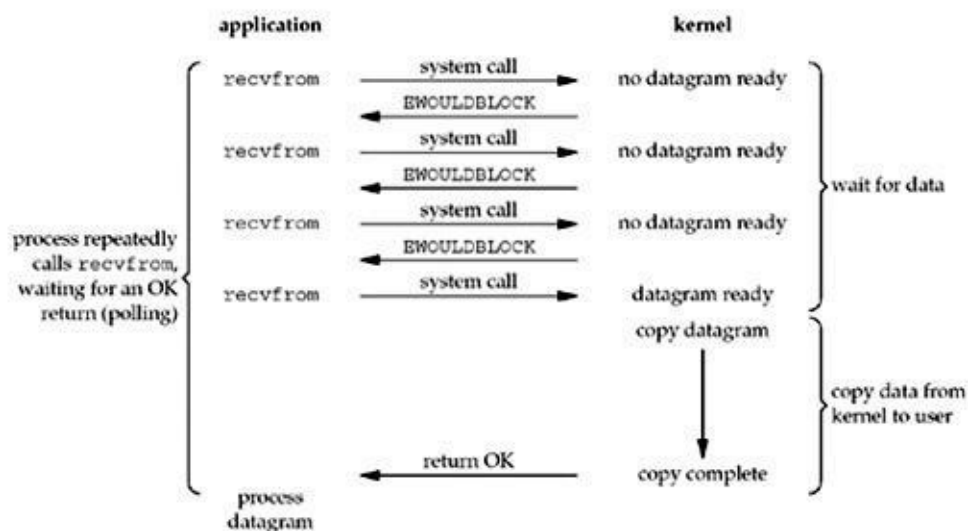 application kernel
recvfrom system call no datagram ready
EWOULDBLOCK
recvfrom system call no datagram ready
EWOULDBLOCK
recvfrom system call no datagram ready
EWOULDBLOCK
recvfrom system call datagram ready
wait for data
process repeatedly
calls recvfrom,
waiting for an OK
return (polling)
copy datagram
copy data from
kernel to user
return OK copy complete
process
datagram